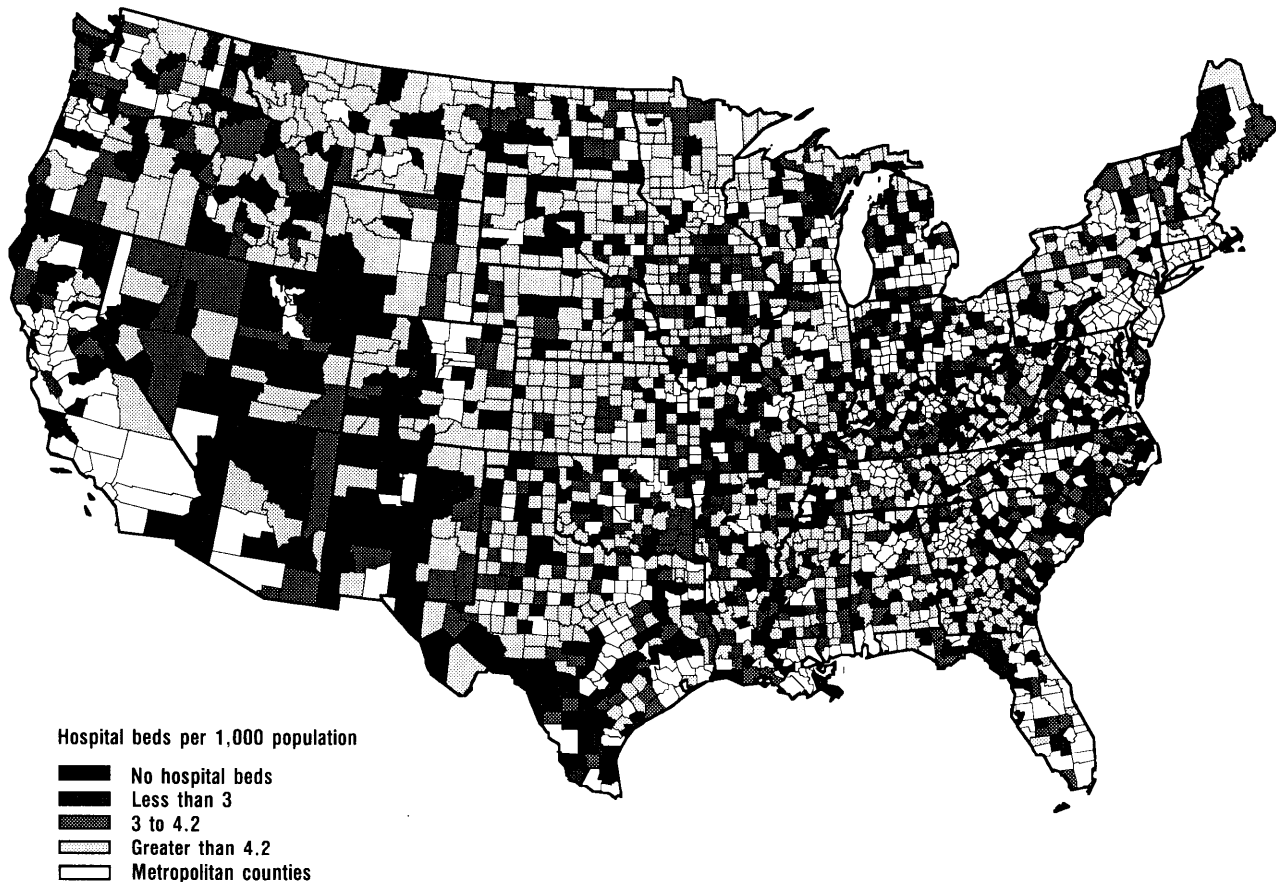 Hospital beds per 1,000 population
No hospital beds
Less than 3
3 to 4.2
Greater than 4.2
Metropolitan counties